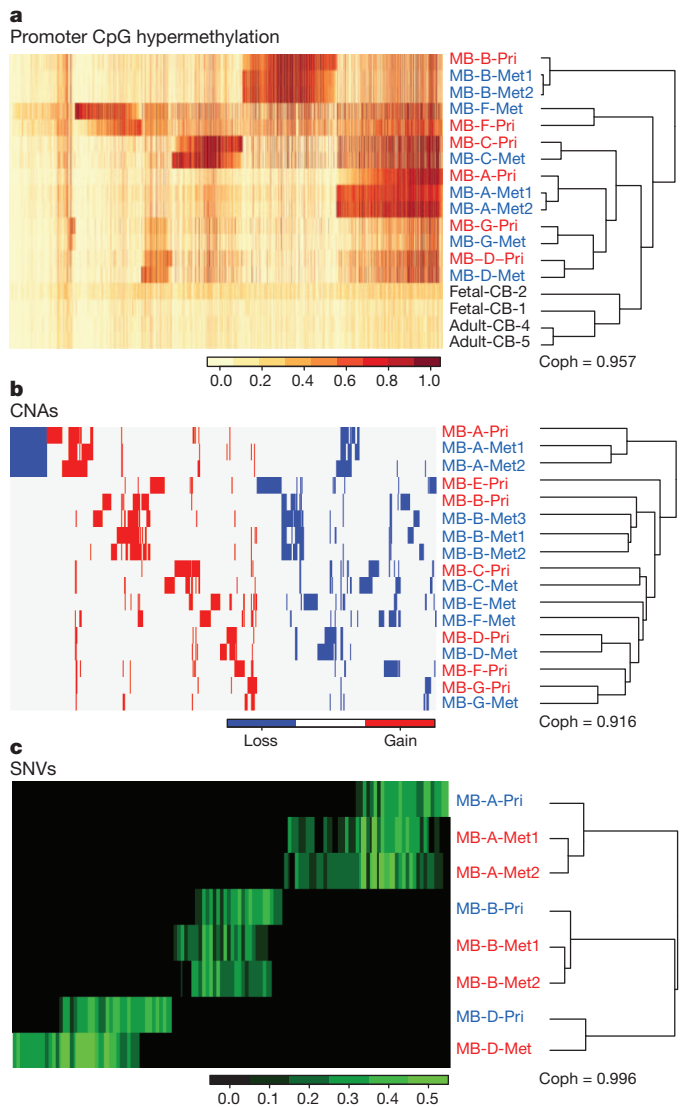 a
Promoter CpG hypermethylation
MB-B-Pri
MB-B-Met1
MB-B-Met2
MB-F-Met
MB-F-Pri
MB-C-Pri
MB-C-Met
MB-A-Pri
MB-A-Met1
MB-A-Met2
MB-G-Pri
MB-G-Met
MB–D–Pri
MB-D-Met
Fetal-CB-2
Fetal-CB-1
Adult-CB-4
Adult-CB-5
0.0 0.2 0.4 0.6 0.8 1.0
Coph = 0.957
b
CNAs
MB-A-Pri
MB-A-Met1
MB-A-Met2
MB-E-Pri
MB-B-Pri
MB-B-Met3
MB-B-Met1
MB-B-Met2
MB-C-Pri
MB-C-Met
MB-E-Met
MB-F-Met
MB-D-Pri
MB-D-Met
MB-F-Pri
MB-G-Pri
MB-G-Met
Loss Gain
Coph = 0.916
c
SNVs
MB-A-Pri
MB-A-Met1
MB-A-Met2
MB-B-Pri
MB-B-Met1
MB-B-Met2
MB-D-Pri
MB-D-Met
0.0 0.1 0.2 0.3 0.4 0.5
Coph = 0.996